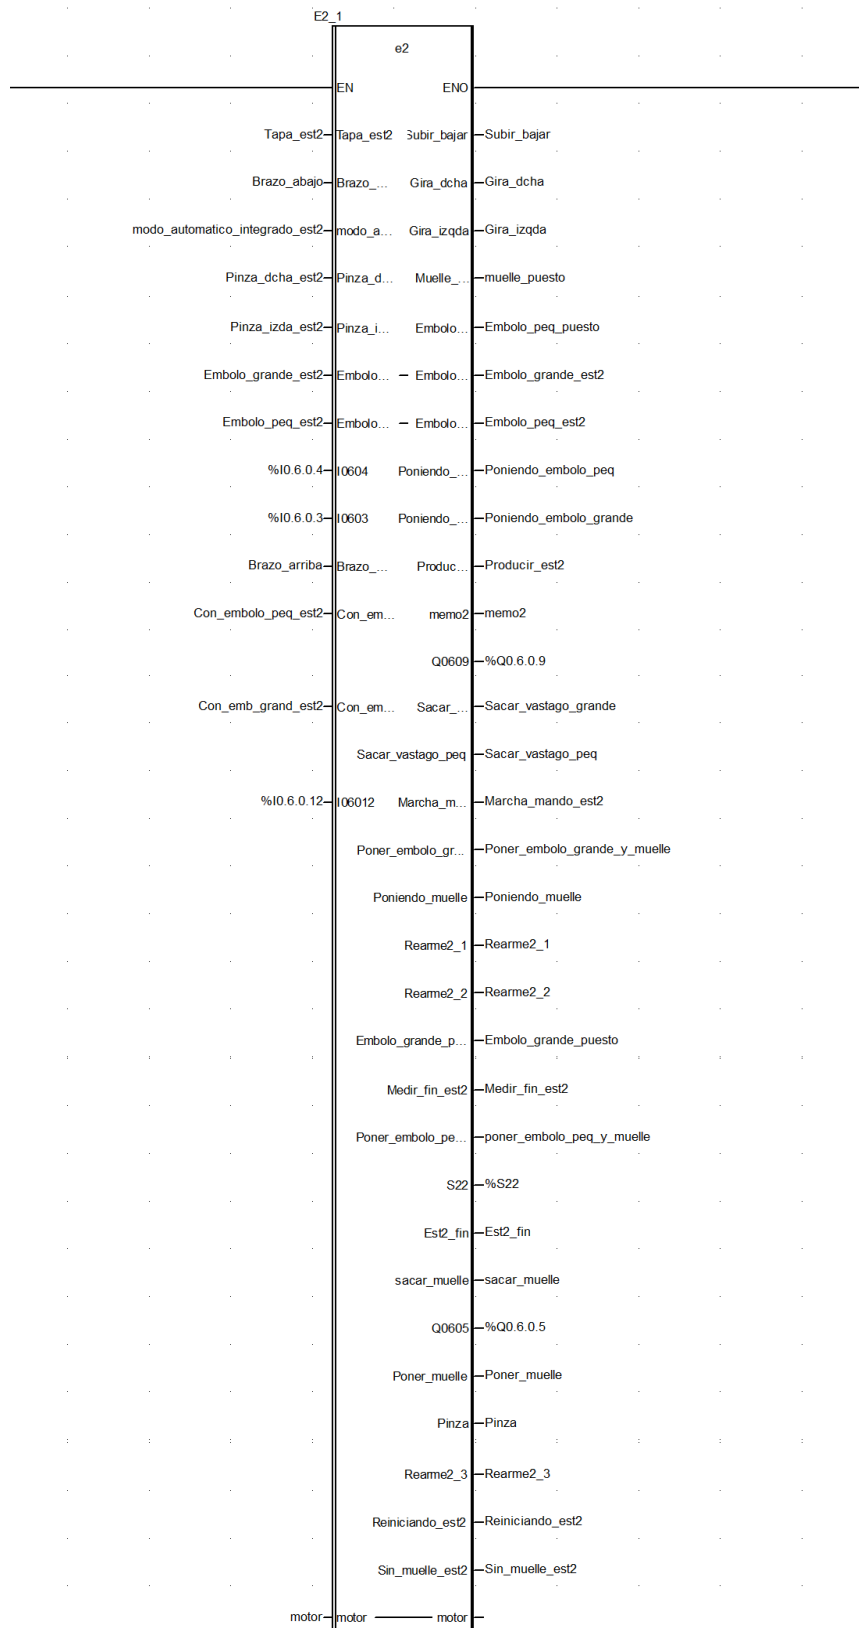 E2_1
e2
EN ENO
Tapa_est2 Tapa_est2 Subir_bajar Subir_bajar
Brazo_abajo Brazo_... Gira_dcha Gira_dcha
modo_automatico_integrado_est2 modo_a... Gira_izqda Gira_izqda
Pinza_dcha_est2 Pinza_d... Muelle_... muelle_puesto
Pinza_izda_est2 Pinza_i... Embolo... Embolo_peq_puesto
Embolo_grande_est2 Embolo... Embolo... Embolo_grande_est2
Embolo_peq_est2 Embolo... Embolo... Embolo_peq_est2
%I0.6.0.4 I0604 Poniendo_... Poniendo_embolo_peq
%I0.6.0.3 I0603 Poniendo_... Poniendo_embolo_grande
Brazo_arriba Brazo_... Produc... Producir_est2
Con_embolo_peq_est2 Con_em... memo2 memo2
Q0609 %Q0.6.0.9
Con_emb_grand_est2 Con_em... Sacar_... Sacar_vastago_grande
Sacar_vastago_peq Sacar_vastago_peq
%I0.6.0.12 I06012 Marcha_m... Marcha_mando_est2
Poner_embolo_gr... Poner_embolo_grande_y_muelle
Poniendo_muelle Poniendo_muelle
Rearme2_1 Rearme2_1
Rearme2_2 Rearme2_2
Embolo_grande_p... Embolo_grande_puesto
Medir_fin_est2 Medir_fin_est2
Poner_embolo_pe... poner_embolo_peq_y_muelle
S22 %S22
Est2_fin Est2_fin
sacar_muelle sacar_muelle
Q0605 %Q0.6.0.5
Poner_muelle Poner_muelle
Pinza Pinza
Rearme2_3 Rearme2_3
Reiniciando_est2 Reiniciando_est2
Sin_muelle_est2 Sin_muelle_est2
motor motor motor